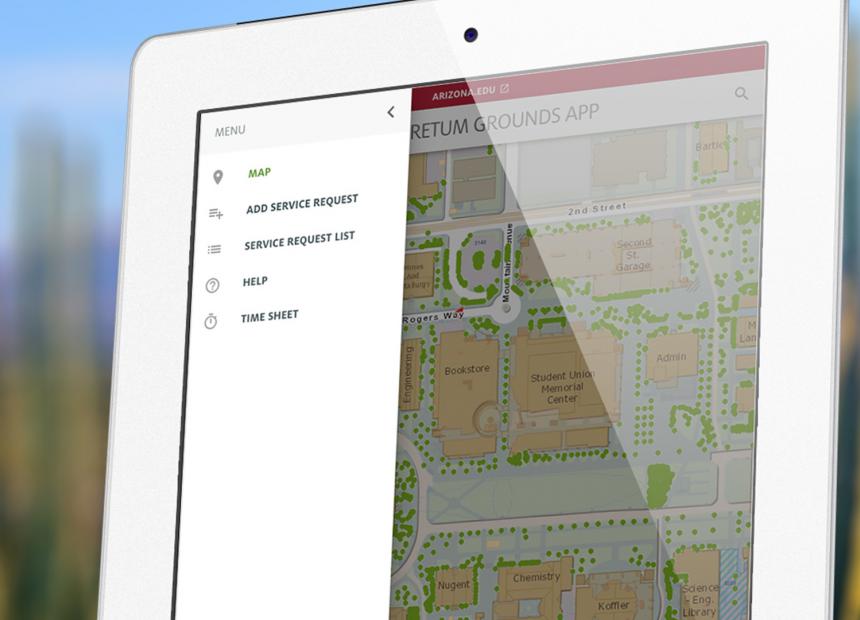 MENU
MAP
ADD SERVICE REQUEST
SERVICE REQUEST LIST
HELP
TIME SHEET
ARIZONA.EDU
RETUM GROUNDS APP
Bartle
2nd Street
Second
St.
Garage
Mountain
And
Rogers Way
Engineering
Bookstore
Student Union
Memorial
Center
Admin
M
Lan
Nugent
Chemistry
Koffler
Science
- Eng.
Library